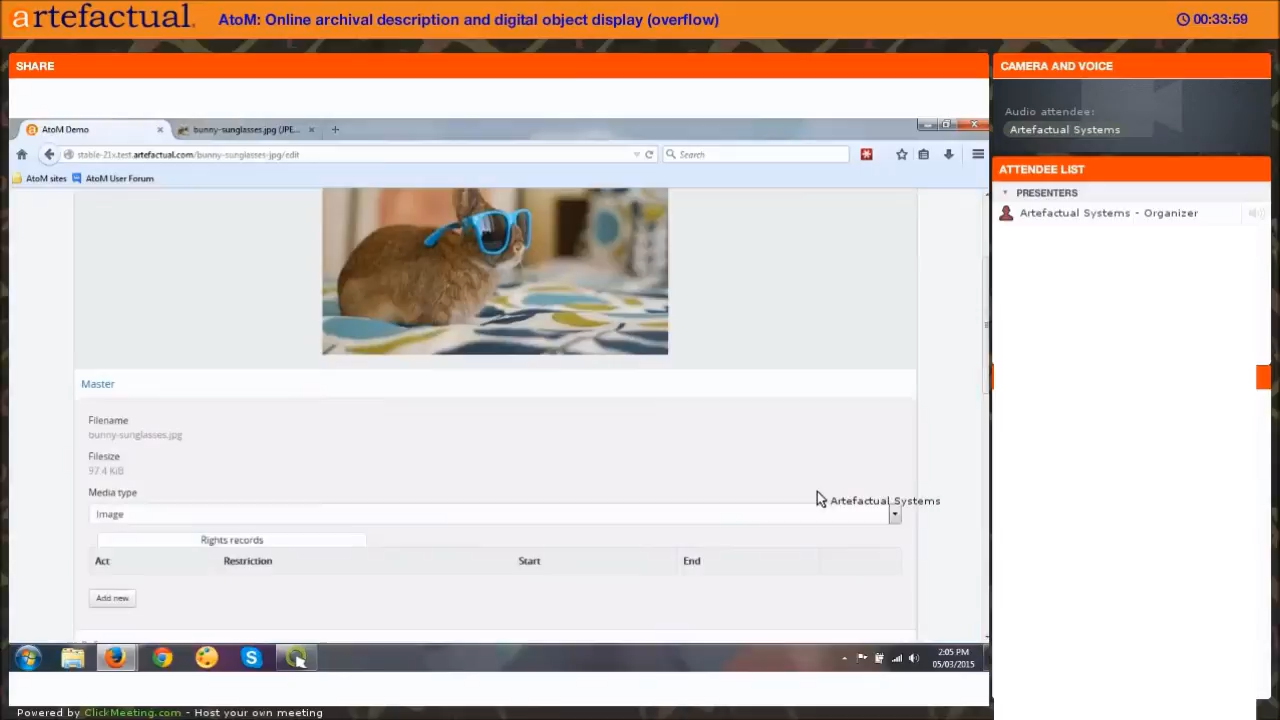 artefactual
AtoM: Online archival description and digital object display (overflow)
00:33:59
SHARE
CAMERA AND VOICE
Audio attendee:
Artefactual Systems
ATTENDEE LIST
PRESENTERS
Artefactual Systems - Organizer
AtoM Demo
bunny-sunglasses.jpg (JPE...
stable-21x.test.artefactual.com/bunny-sunglasses-jpg/edit
Search
AtoM sites
AtoM User Forum
Master
Filename
bunny-sunglasses.jpg
Filesize
97.4 KiB
Media type
Artefactual Systems
Image
Rights records
Act Restriction Start End
Add new
2:05 PM
05/03/2015
Powered by ClickMeeting.com - Host your own meeting